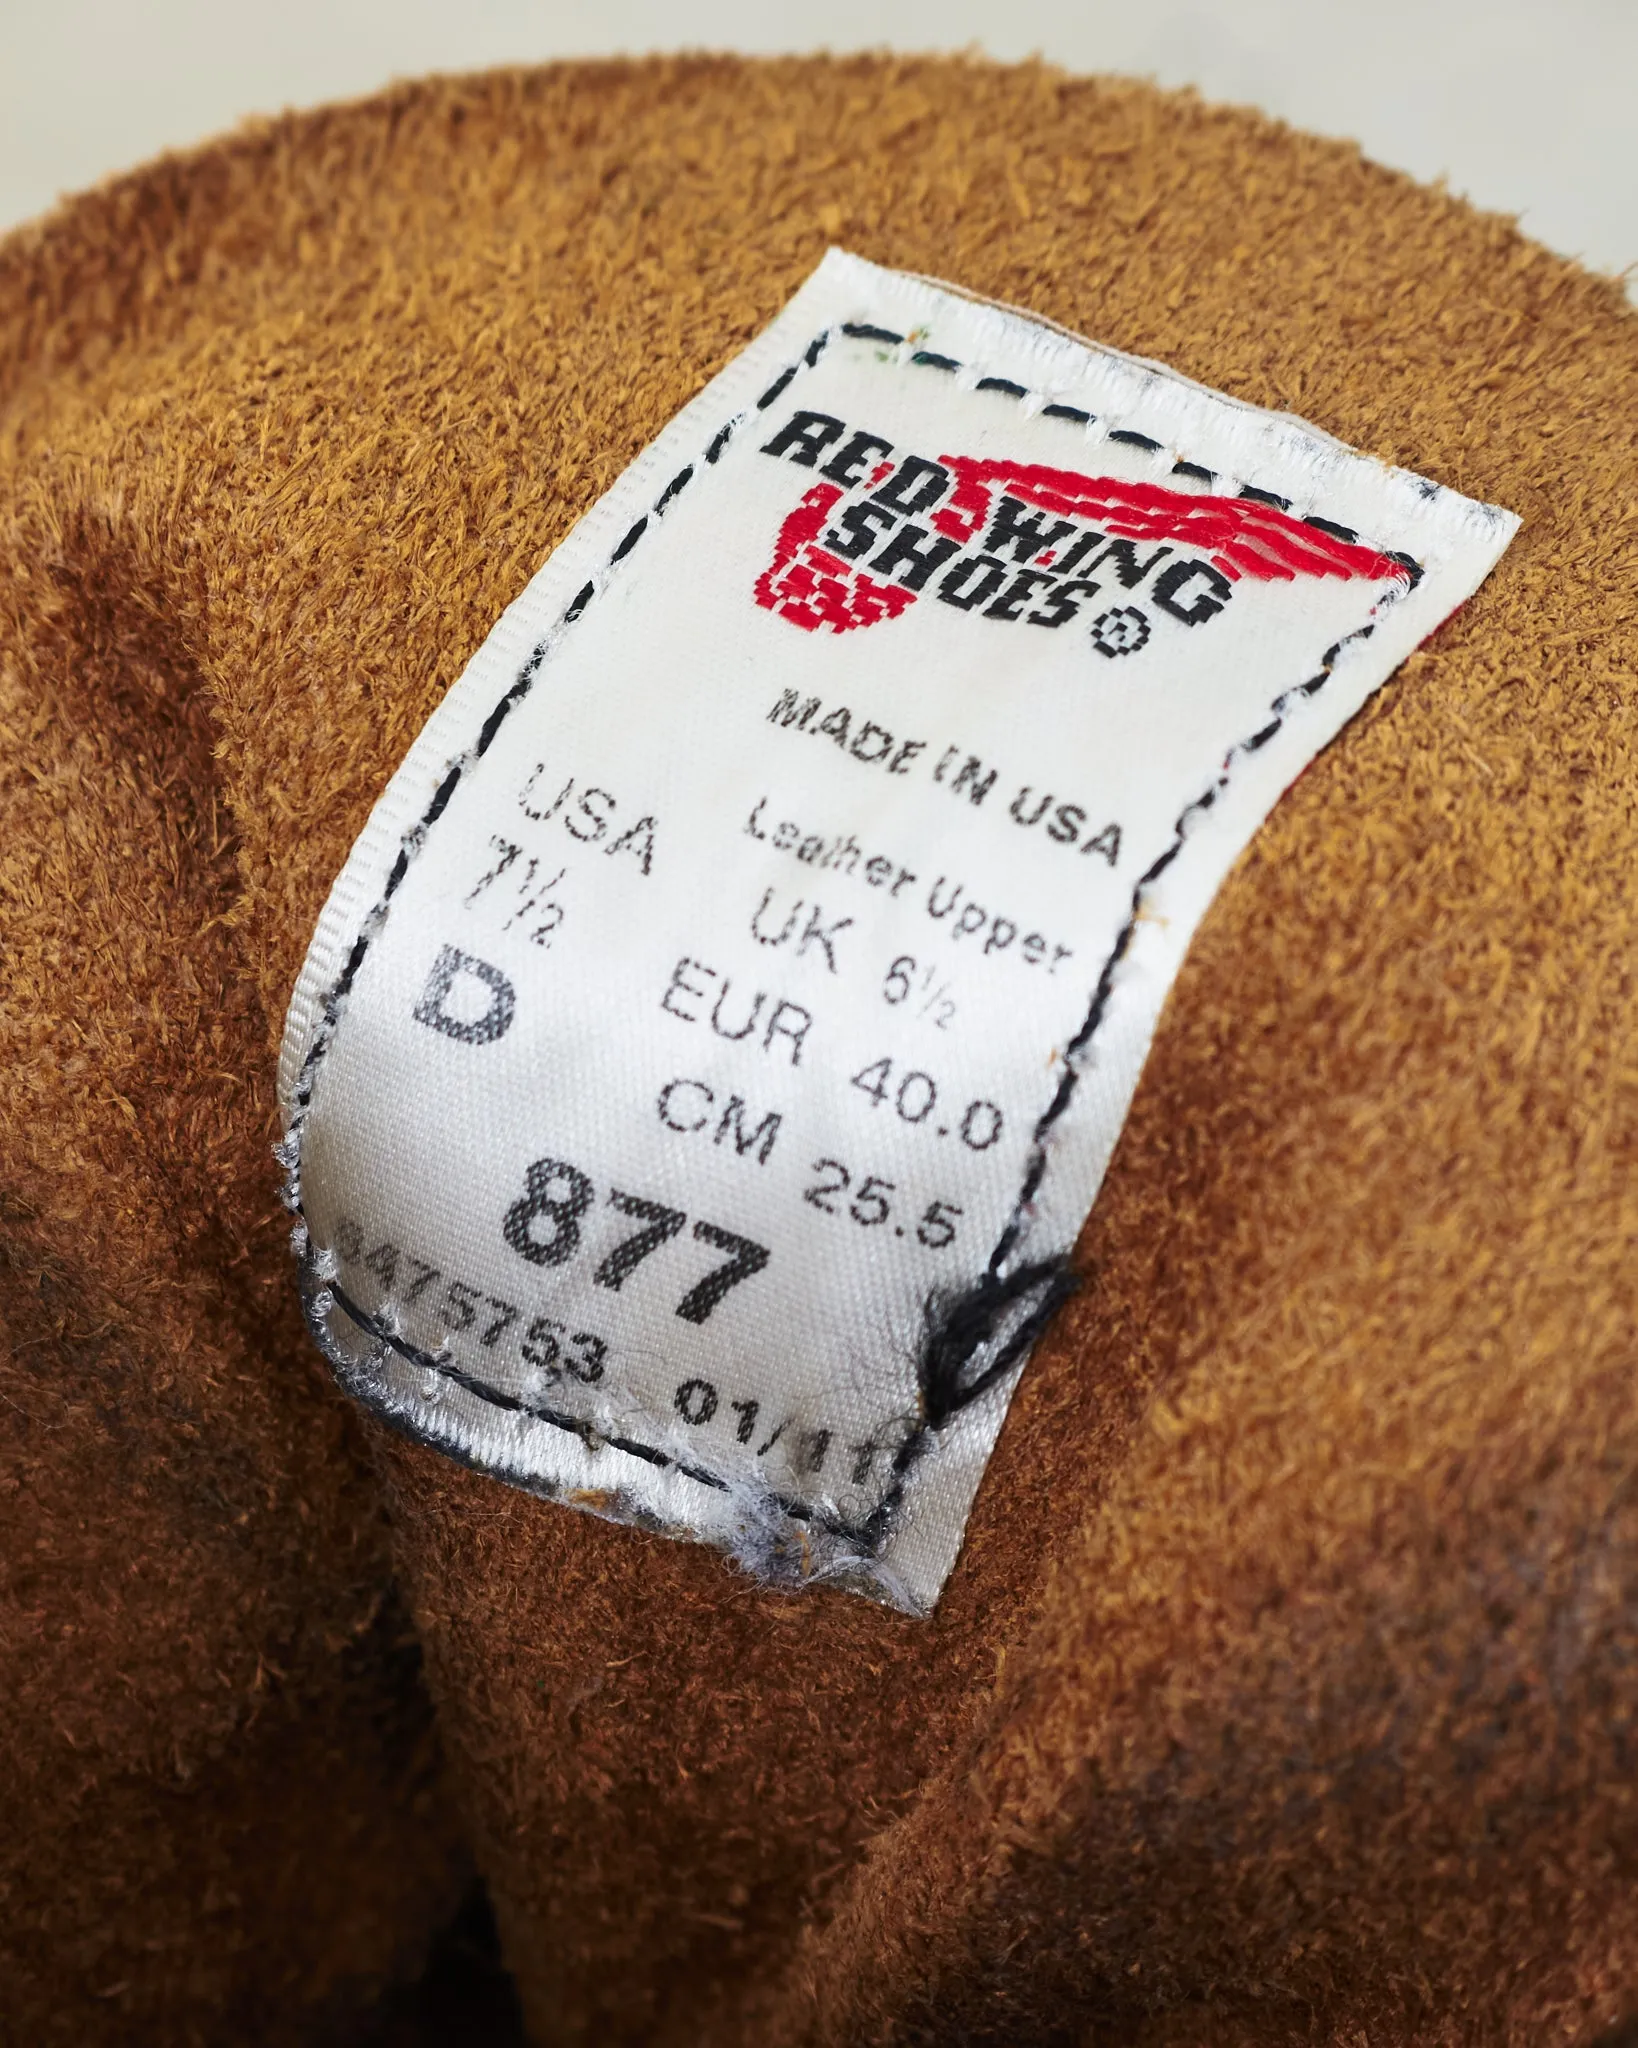 RED WING
SHOES ®
MADE IN USA
Leather Upper
USA
7½
D
UK 6½
EUR 40.0
CM 25.5
877
01/11